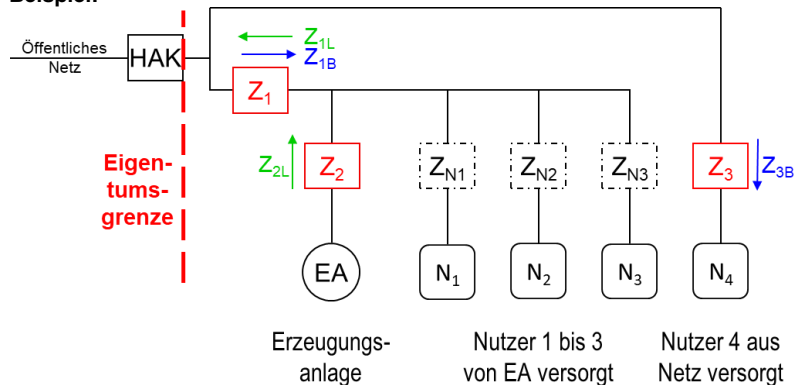 Beispiel:
Öffentliches
Netz
HAK
Z1L
Z1B
Z1
Eigen-
tums-
grenze
Z2L
Z2
ZN1
ZN2
ZN3
Z3
Z3B
EA
N1
N2
N3
N4
Erzeugungs-
anlage
Nutzer 1 bis 3
von EA versorgt
Nutzer 4 aus
Netz versorgt